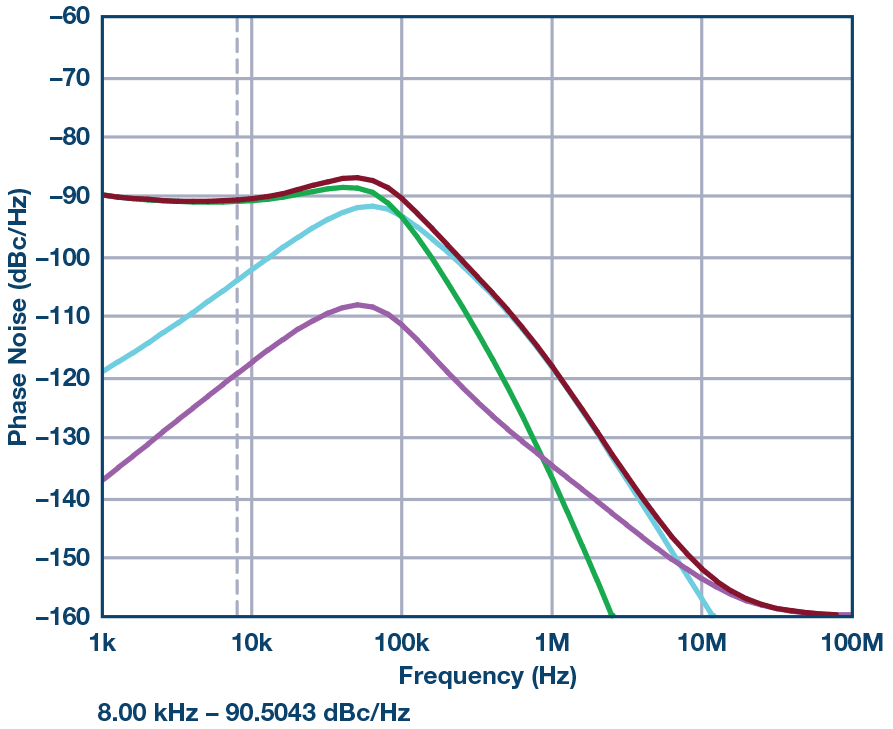 –60
–70
–80
–90
–100
–110
–120
–130
–140
–150
–160
Phase Noise (dBc/Hz)
1k 10k 100k 1M 10M 100M
Frequency (Hz)
8.00 kHz – 90.5043 dBc/Hz